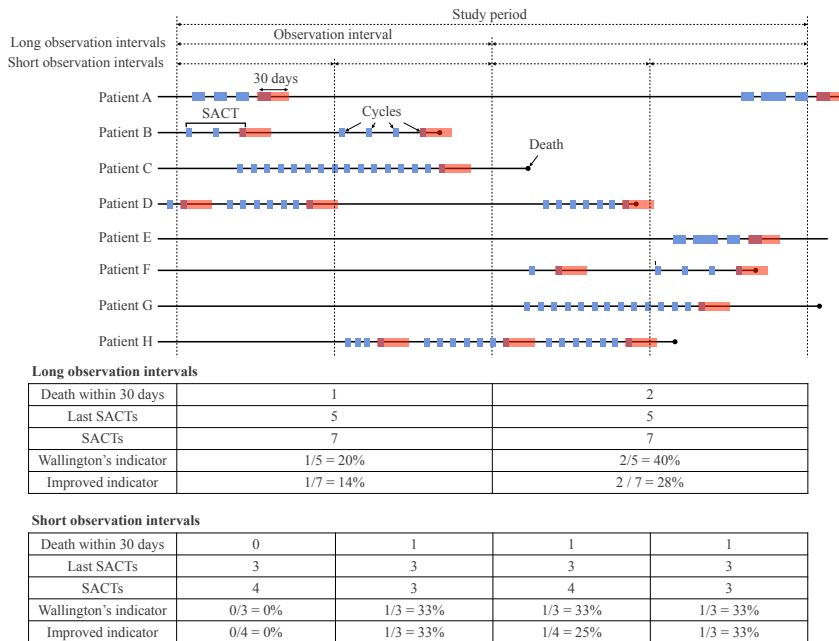 Study period
Long observation intervals
Observation interval
Short observation intervals
30 days
Patient A
SACT
Cycles
Patient B
Death
Patient C
Patient D
Patient E
Patient F
Patient G
Patient H
Long observation intervals
Death within 30 days 1 2
Last SACTs 5 5
SACTs 7 7
Wallington's indicator 1/5 = 20% 2/5 = 40%
Improved indicator 1/7 = 14% 2 / 7 = 28%
Short observation intervals
Death within 30 days 0 1 1 1
Last SACTs 3 3 3 3
SACTs 4 3 4 3
Wallington's indicator 0/3 = 0% 1/3 = 33% 1/3 = 33% 1/3 = 33%
Improved indicator 0/4 = 0% 1/3 = 33% 1/4 = 25% 1/3 = 33%